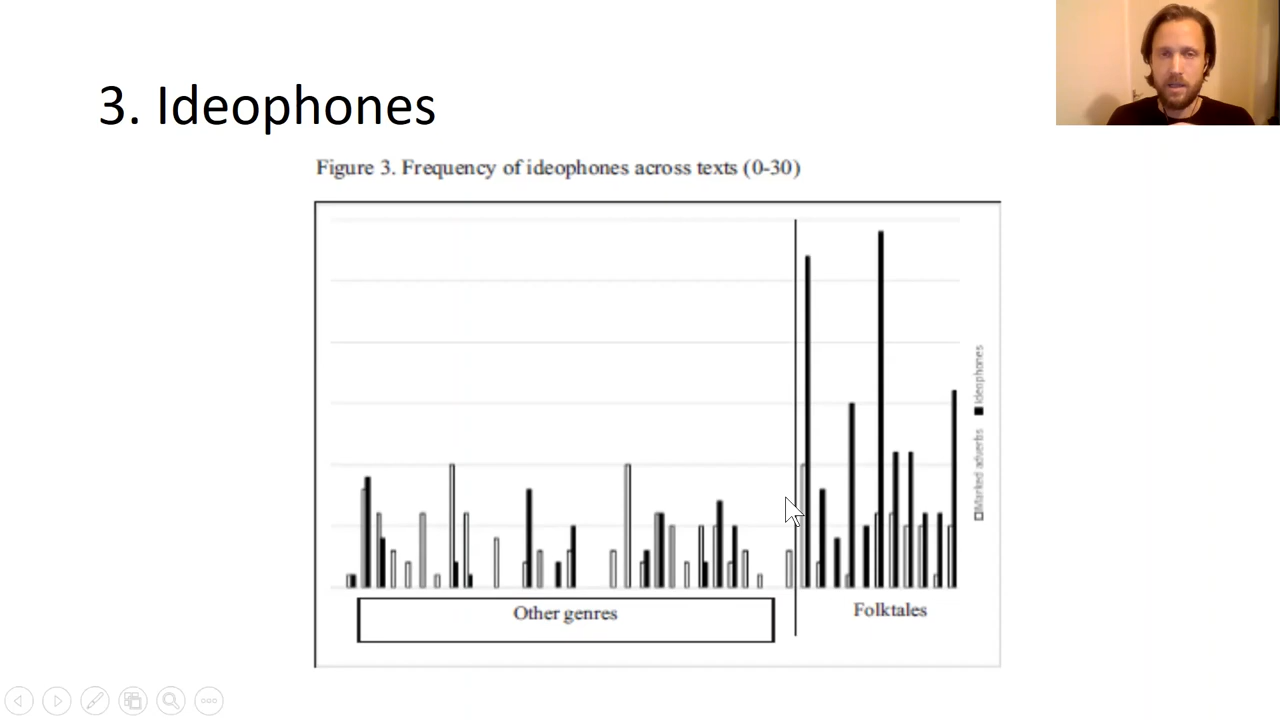 3. Ideophones
Figure 3. Frequency of ideophones across texts (0-30)
Other genres
Folktales
Marked adverbs
Ideophones